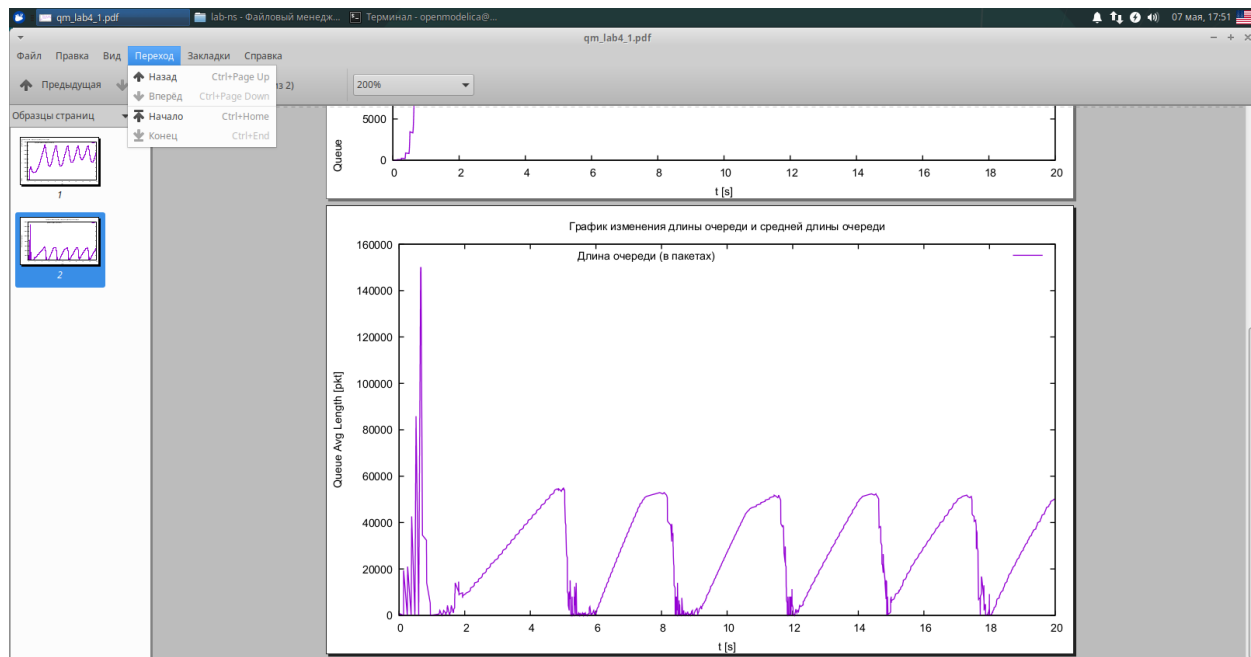 qm_lab4_1.pdf
lab-ns - Файловый менедж...
Терминал - openmodelica@...
07 мая, 17:51
qm_lab4_1.pdf
Файл Правка Вид Переход Закладки Справка
Предыдущая
Назад Ctrl+Page Up
из 2)
200%
Вперёд Ctrl+Page Down
Начало Ctrl+Home
Конец Ctrl+End
Образцы страниц
1
2
5000
0
Queue
0 2 4 6 8 10 12 14 16 18 20
t [s]
График изменения длины очереди и средней длины очереди
Длина очереди (в пакетах)
160000
140000
120000
100000
80000
60000
40000
20000
0
Queue Avg Length [pkt]
0 2 4 6 8 10 12 14 16 18 20
t [s]